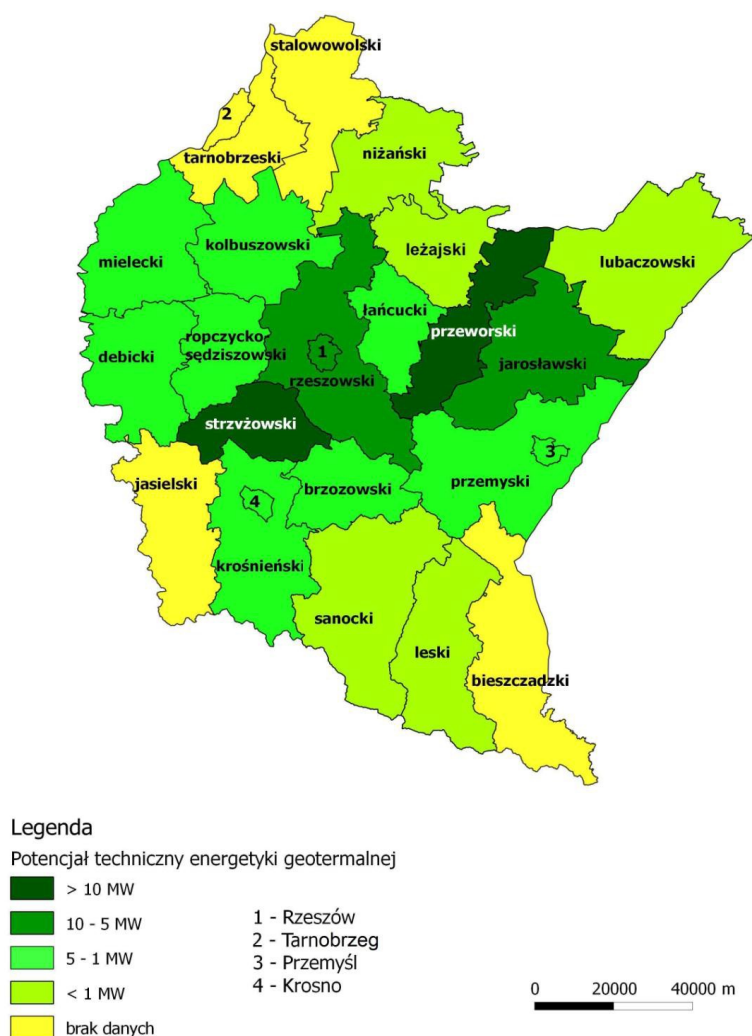 stalowowolski
2
tarnobrzeski
niżański
kolbuszowski
leżajski
mielecki
lubaczowski
łańcucki
ropczycko
przeworski
dębicki
sędziszowski
1
jarosławski
rzeszowski
strzyżowski
3
jasielski
brzozowski
przemyski
4
krośnieński
sanocki
leski
bieszczadzki
Legenda
Potencjał techniczny energetyki geotermalnej
> 10 MW
10 - 5 MW
5 - 1 MW
< 1 MW
brak danych
1 - Rzeszów
2 - Tarnobrzeg
3 - Przemyśl
4 - Krosno
0 20000 40000 m